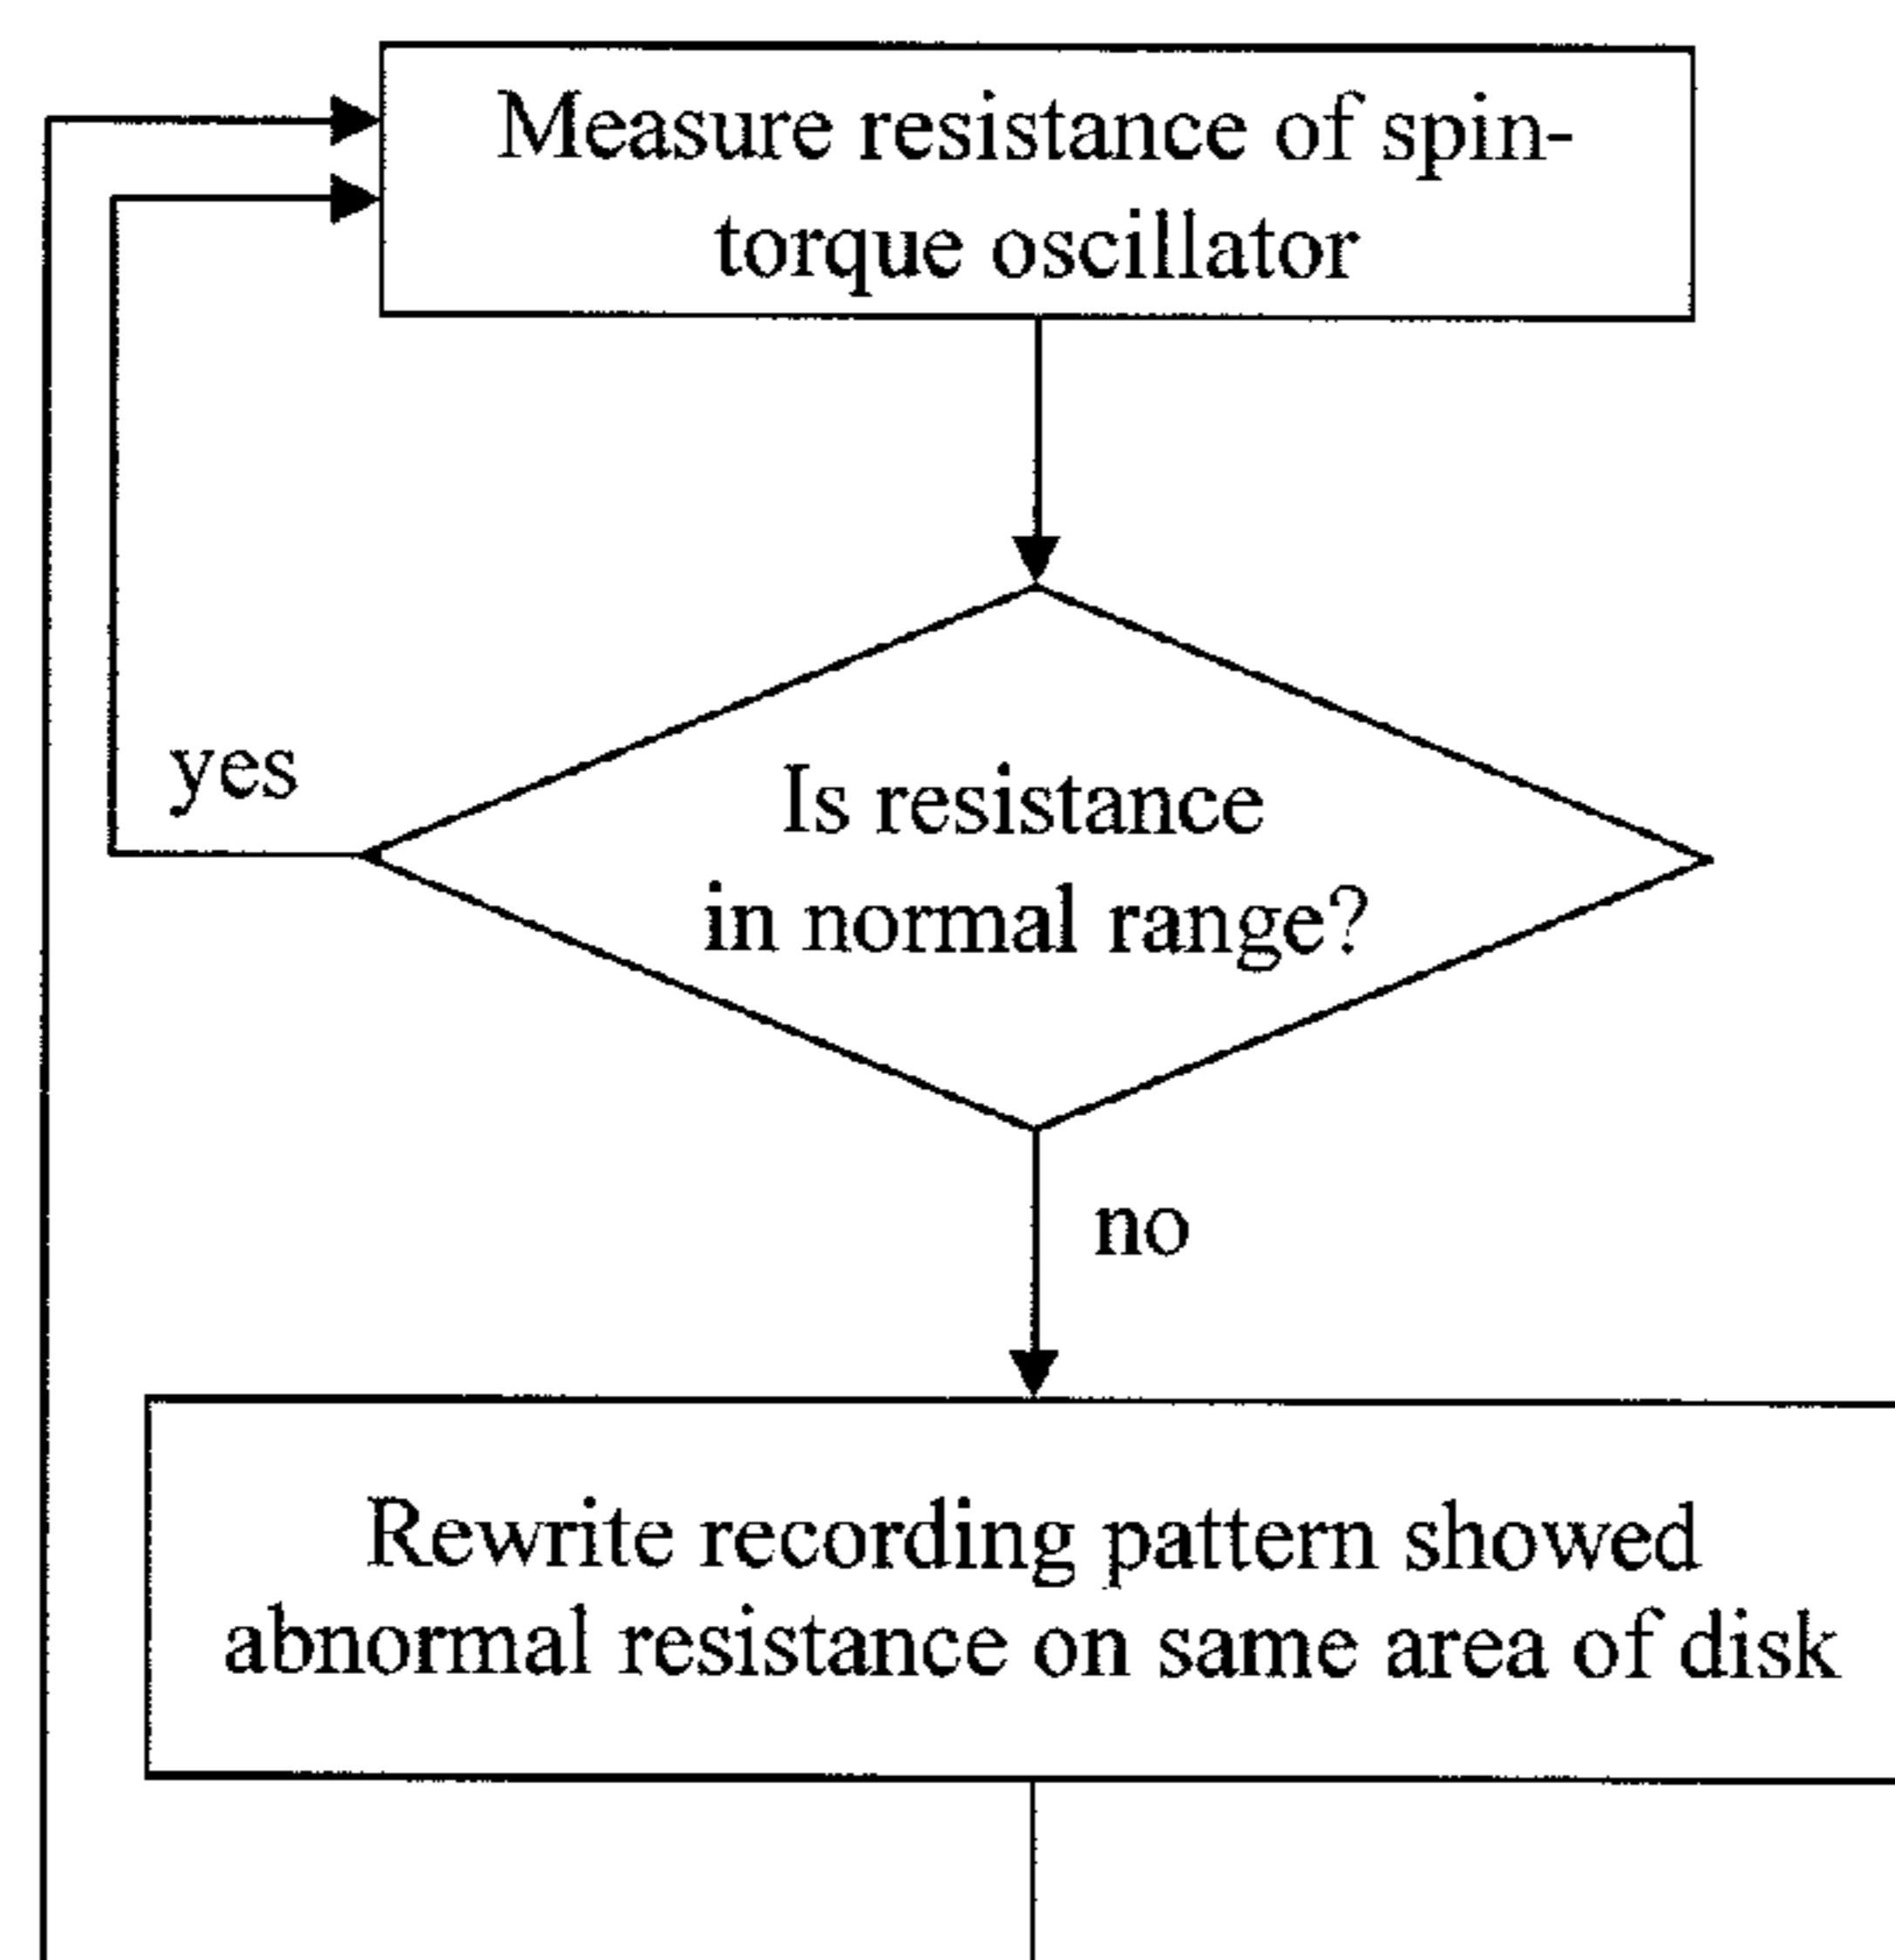 Measure resistance of spin-
torque oscillator
yes
Is resistance
in normal range?
no
Rewrite recording pattern showed
abnormal resistance on same area of disk